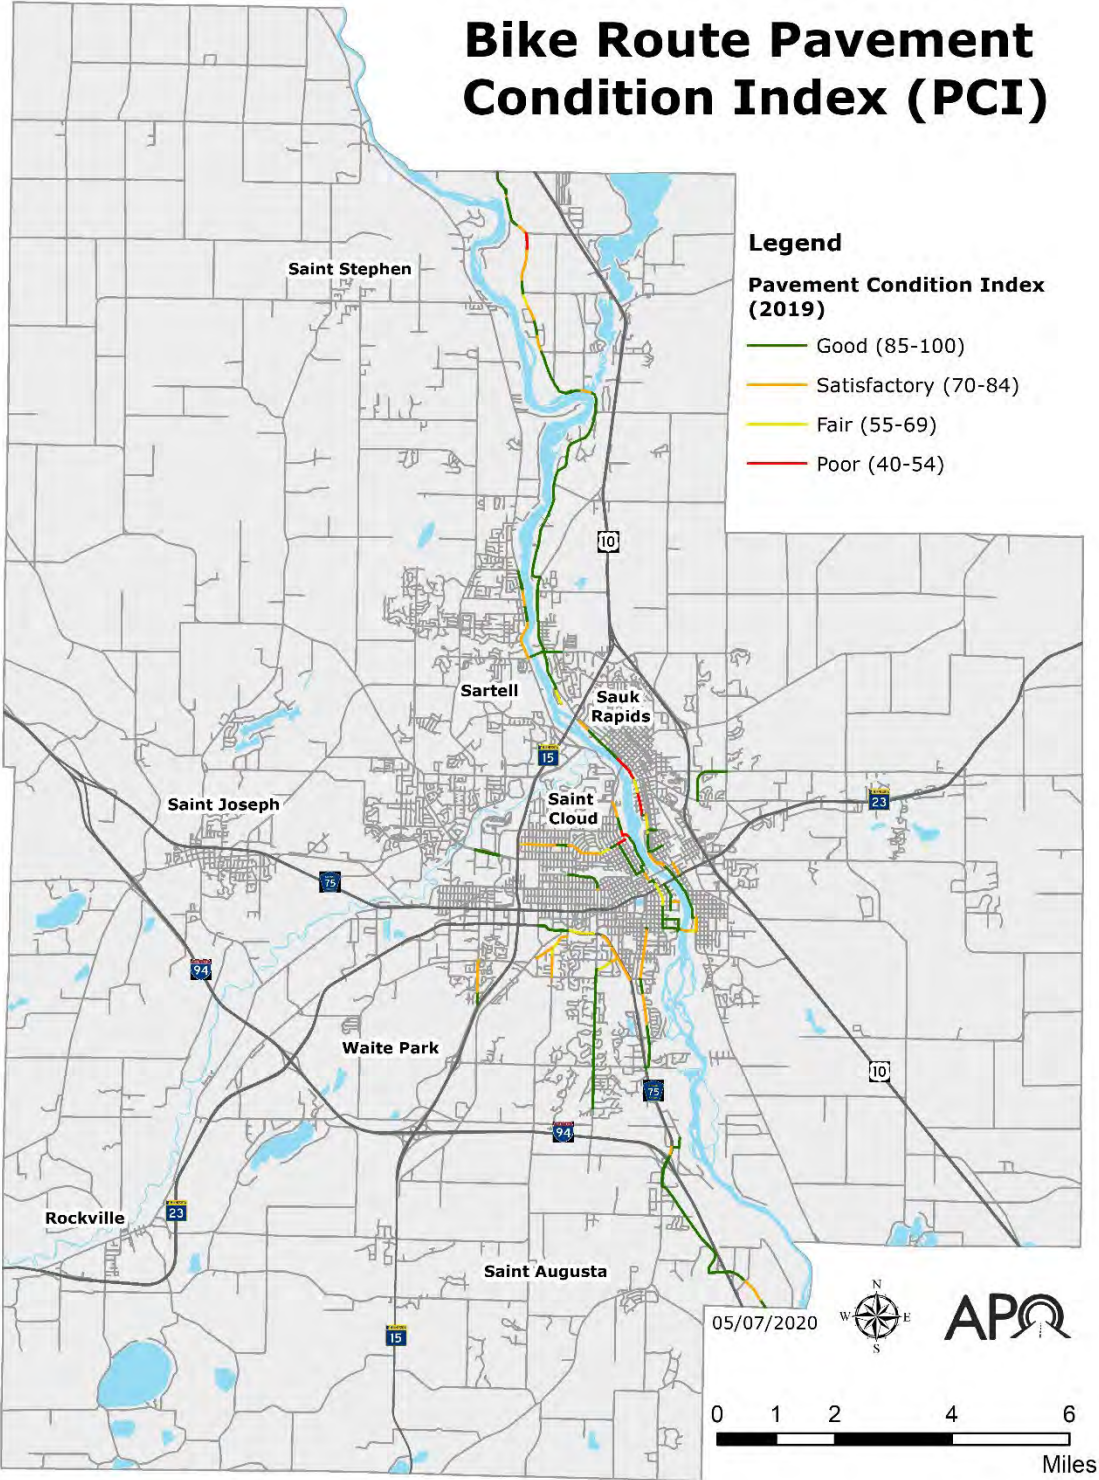 Bike Route Pavement
Condition Index (PCI)
Legend
Pavement Condition Index
(2019)
Good (85-100)
Satisfactory (70-84)
Fair (55-69)
Poor (40-54)
Saint Stephen
10
Sartell
Sauk
Rapids
15
Saint Joseph
Saint
Cloud
23
75
94
Waite Park
10
75
94
Rockville
23
Saint Augusta
15
05/07/2020
N
W
E
S
APO
0 1 2 4 6
Miles